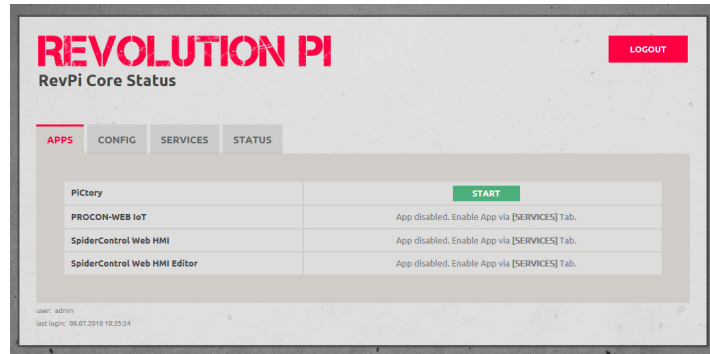 REVOLUTION PI
LOGOUT
RevPi Core Status
APPS CONFIG SERVICES STATUS
PiCtory START
PROCON-WEB IoT App disabled. Enable App via [SERVICES] Tab.
SpiderControl Web HMI App disabled. Enable App via [SERVICES] Tab.
SpiderControl Web HMI Editor App disabled. Enable App via [SERVICES] Tab.
user: admin
last login: 06.07.2018 10:35:24